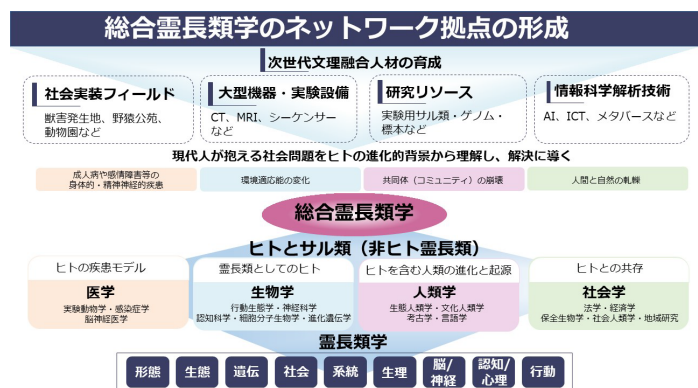 総合霊長類学のネットワーク拠点の形成
次世代文理融合人材の育成
社会実装フィールド
獣害発生地、野猿公苑、
動物園など
大型機器・実験設備
CT、MRI、シーケンサー
など
研究リソース
実験用サル類・ゲノム・
標本など
情報科学解析技術
AI、ICT、メタバースなど
現代人が抱える社会問題をヒトの進化的背景から理解し、解決に導く
成人病や感情障害等の
身体的・精神神経的疾患
環境適応能の変化
共同体（コミュニティ）の崩壊
人間と自然の軋轢
総合霊長類学
ヒトとサル類（非ヒト霊長類）
ヒトの疾患モデル
医学
実験動物学・感染症学
脳神経医学
霊長類としてのヒト
生物学
行動生態学・神経科学
認知科学・細胞分子生物学・進化遺伝学
ヒトを含む人類の進化と起源
人類学
生態人類学・文化人類学
考古学・言語学
ヒトとの共存
社会学
法学・経済学
保全生物学・社会人類学・地域研究
霊長類学
形態
生態
遺伝
社会
系統
生理
脳/
神経
認知/
心理
行動